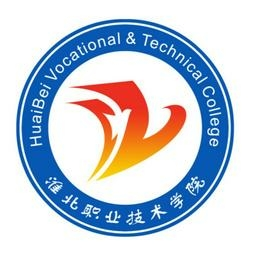 HuaiBei Vocational & Technical College
淮北职业技术学院